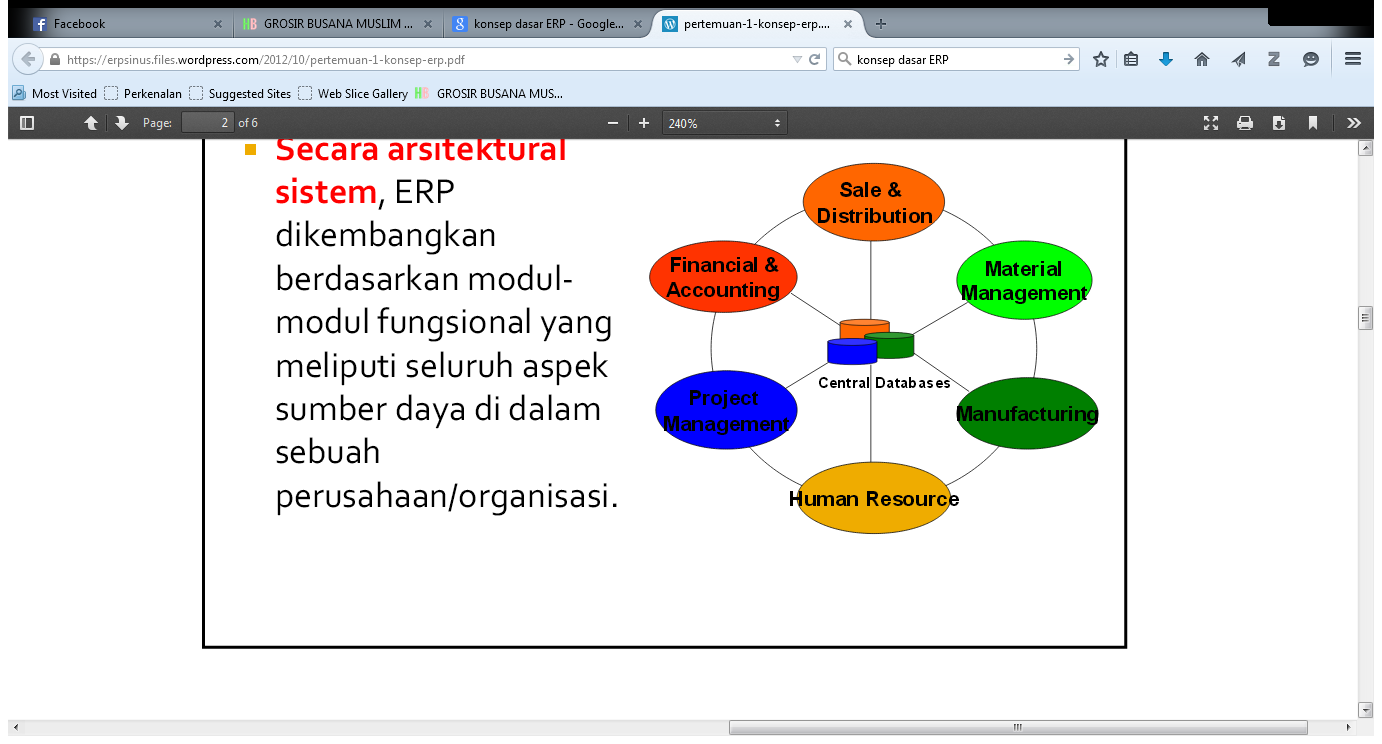 Facebook
GROSIR BUSANA MUSLIM ...
konsep dasar ERP - Google...
pertemuan-1-konsep-erp....
https://erpsinus.files.wordpress.com/2012/10/pertemuan-1-konsep-erp.pdf
konsep dasar ERP
Most Visited
Perkenalan
Suggested Sites
Web Slice Gallery
HB GROSIR BUSANA MUS...
Page: 2 of 6
240%
Secara arsitektural
sistem, ERP
dikembangkan
berdasarkan modul-
modul fungsional yang
meliputi seluruh aspek
sumber daya di dalam
sebuah
perusahaan/organisasi.
Sale &
Distribution
Financial &
Accounting
Material
Management
Central Databases
Project
Management
Manufacturing
Human Resource